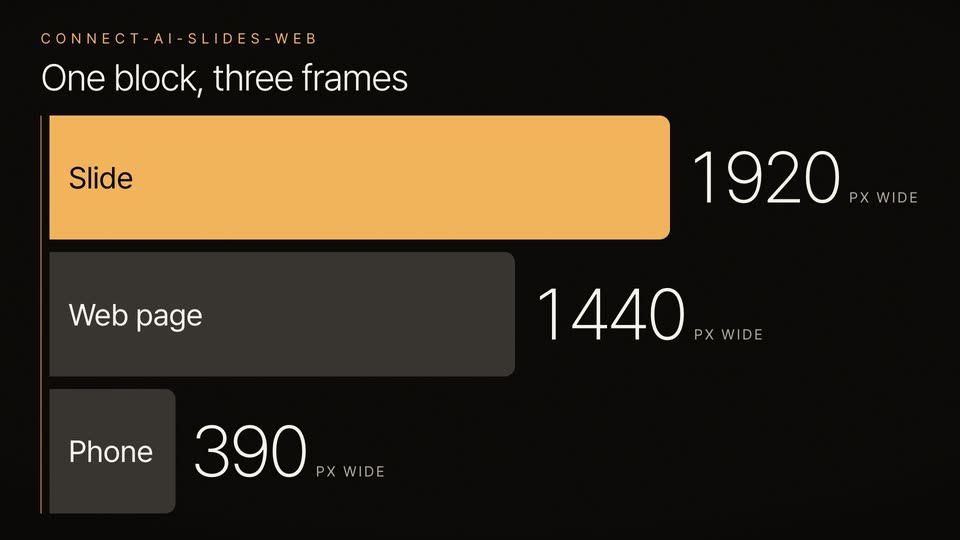 CONNECT-AI-SLIDES-WEB
One block, three frames
Slide
1920 PX WIDE
Web page
1440 PX WIDE
Phone
390 PX WIDE